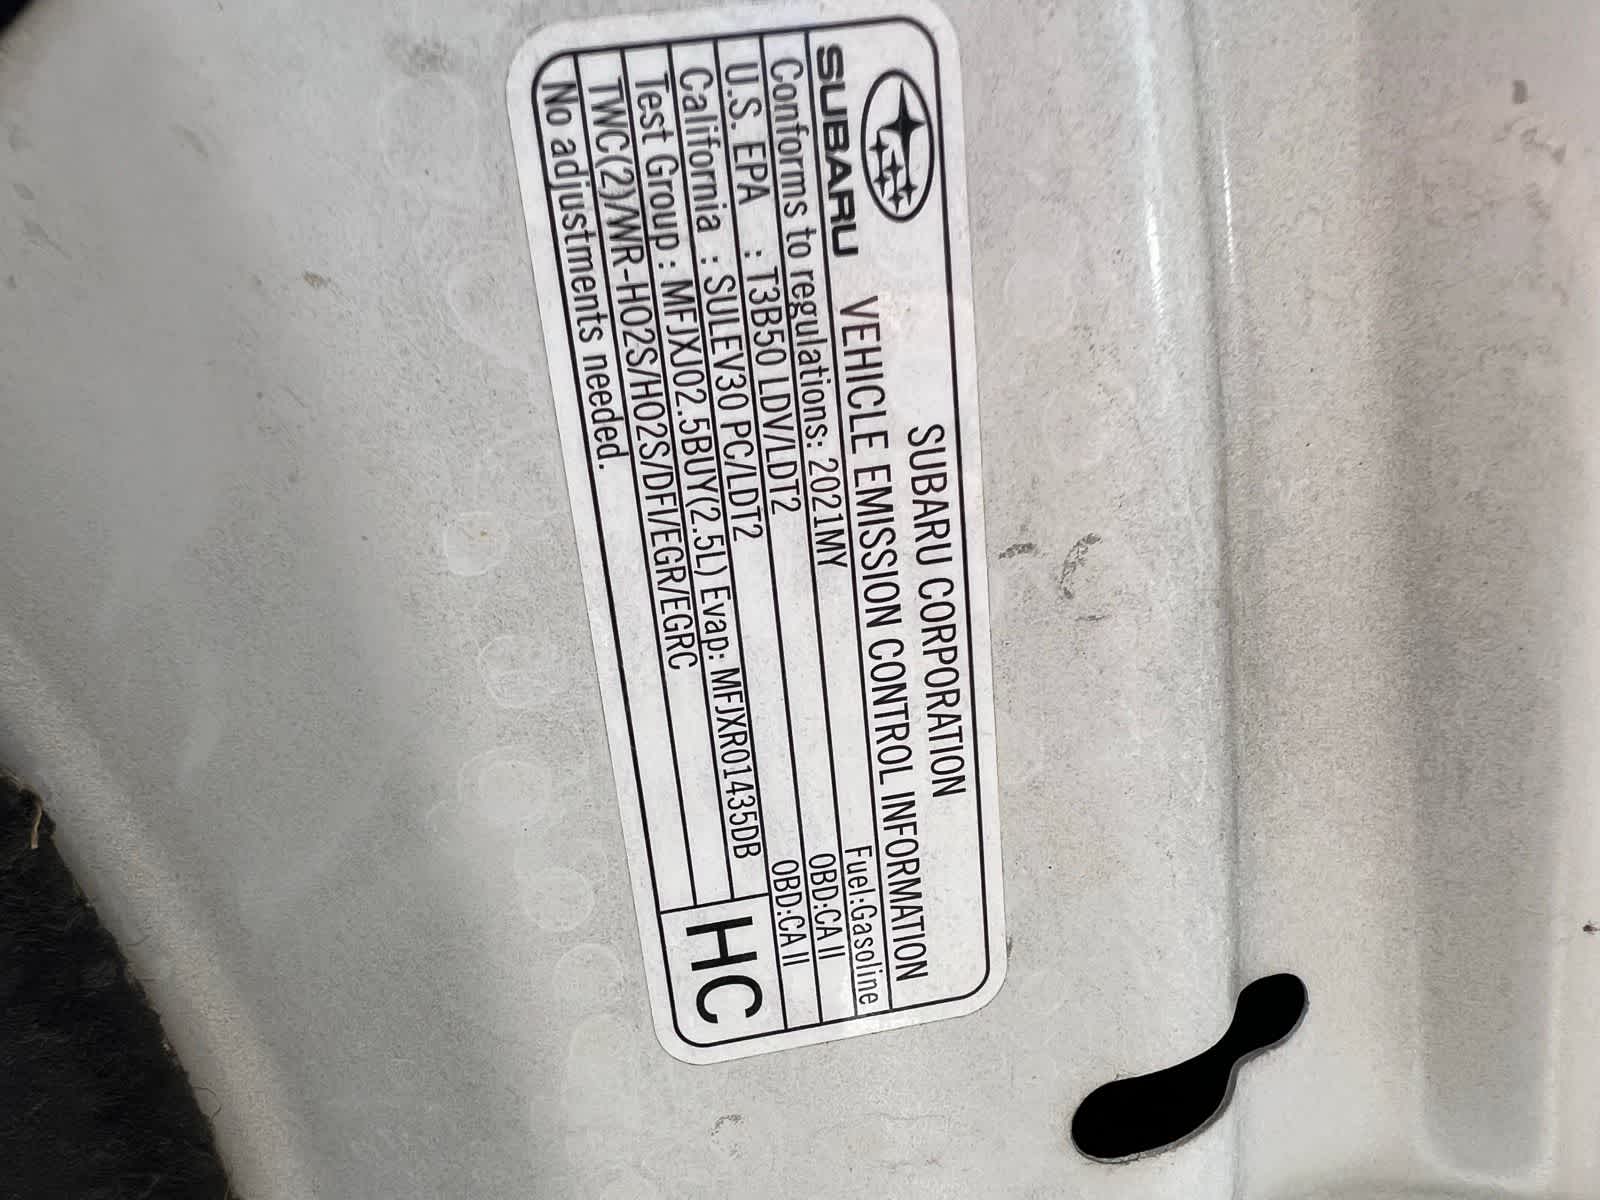 SUBARU CORPORATION
SUBARU VEHICLE EMISSION CONTROL INFORMATION
Conforms to regulations: 2021MY Fuel:Gasoline
U.S. EPA : T3B50 LDV/LDT2 OBD:CA II
California : SULEV30 PC/LDT2 OBD:CA II
Test Group : MFJXJ02.5BUY(2.5L) Evap: MFJXR01435DB
TWC(2)/WR-HO2S/HO2S/DFI/EGR/EGRC
No adjustments needed.
HC